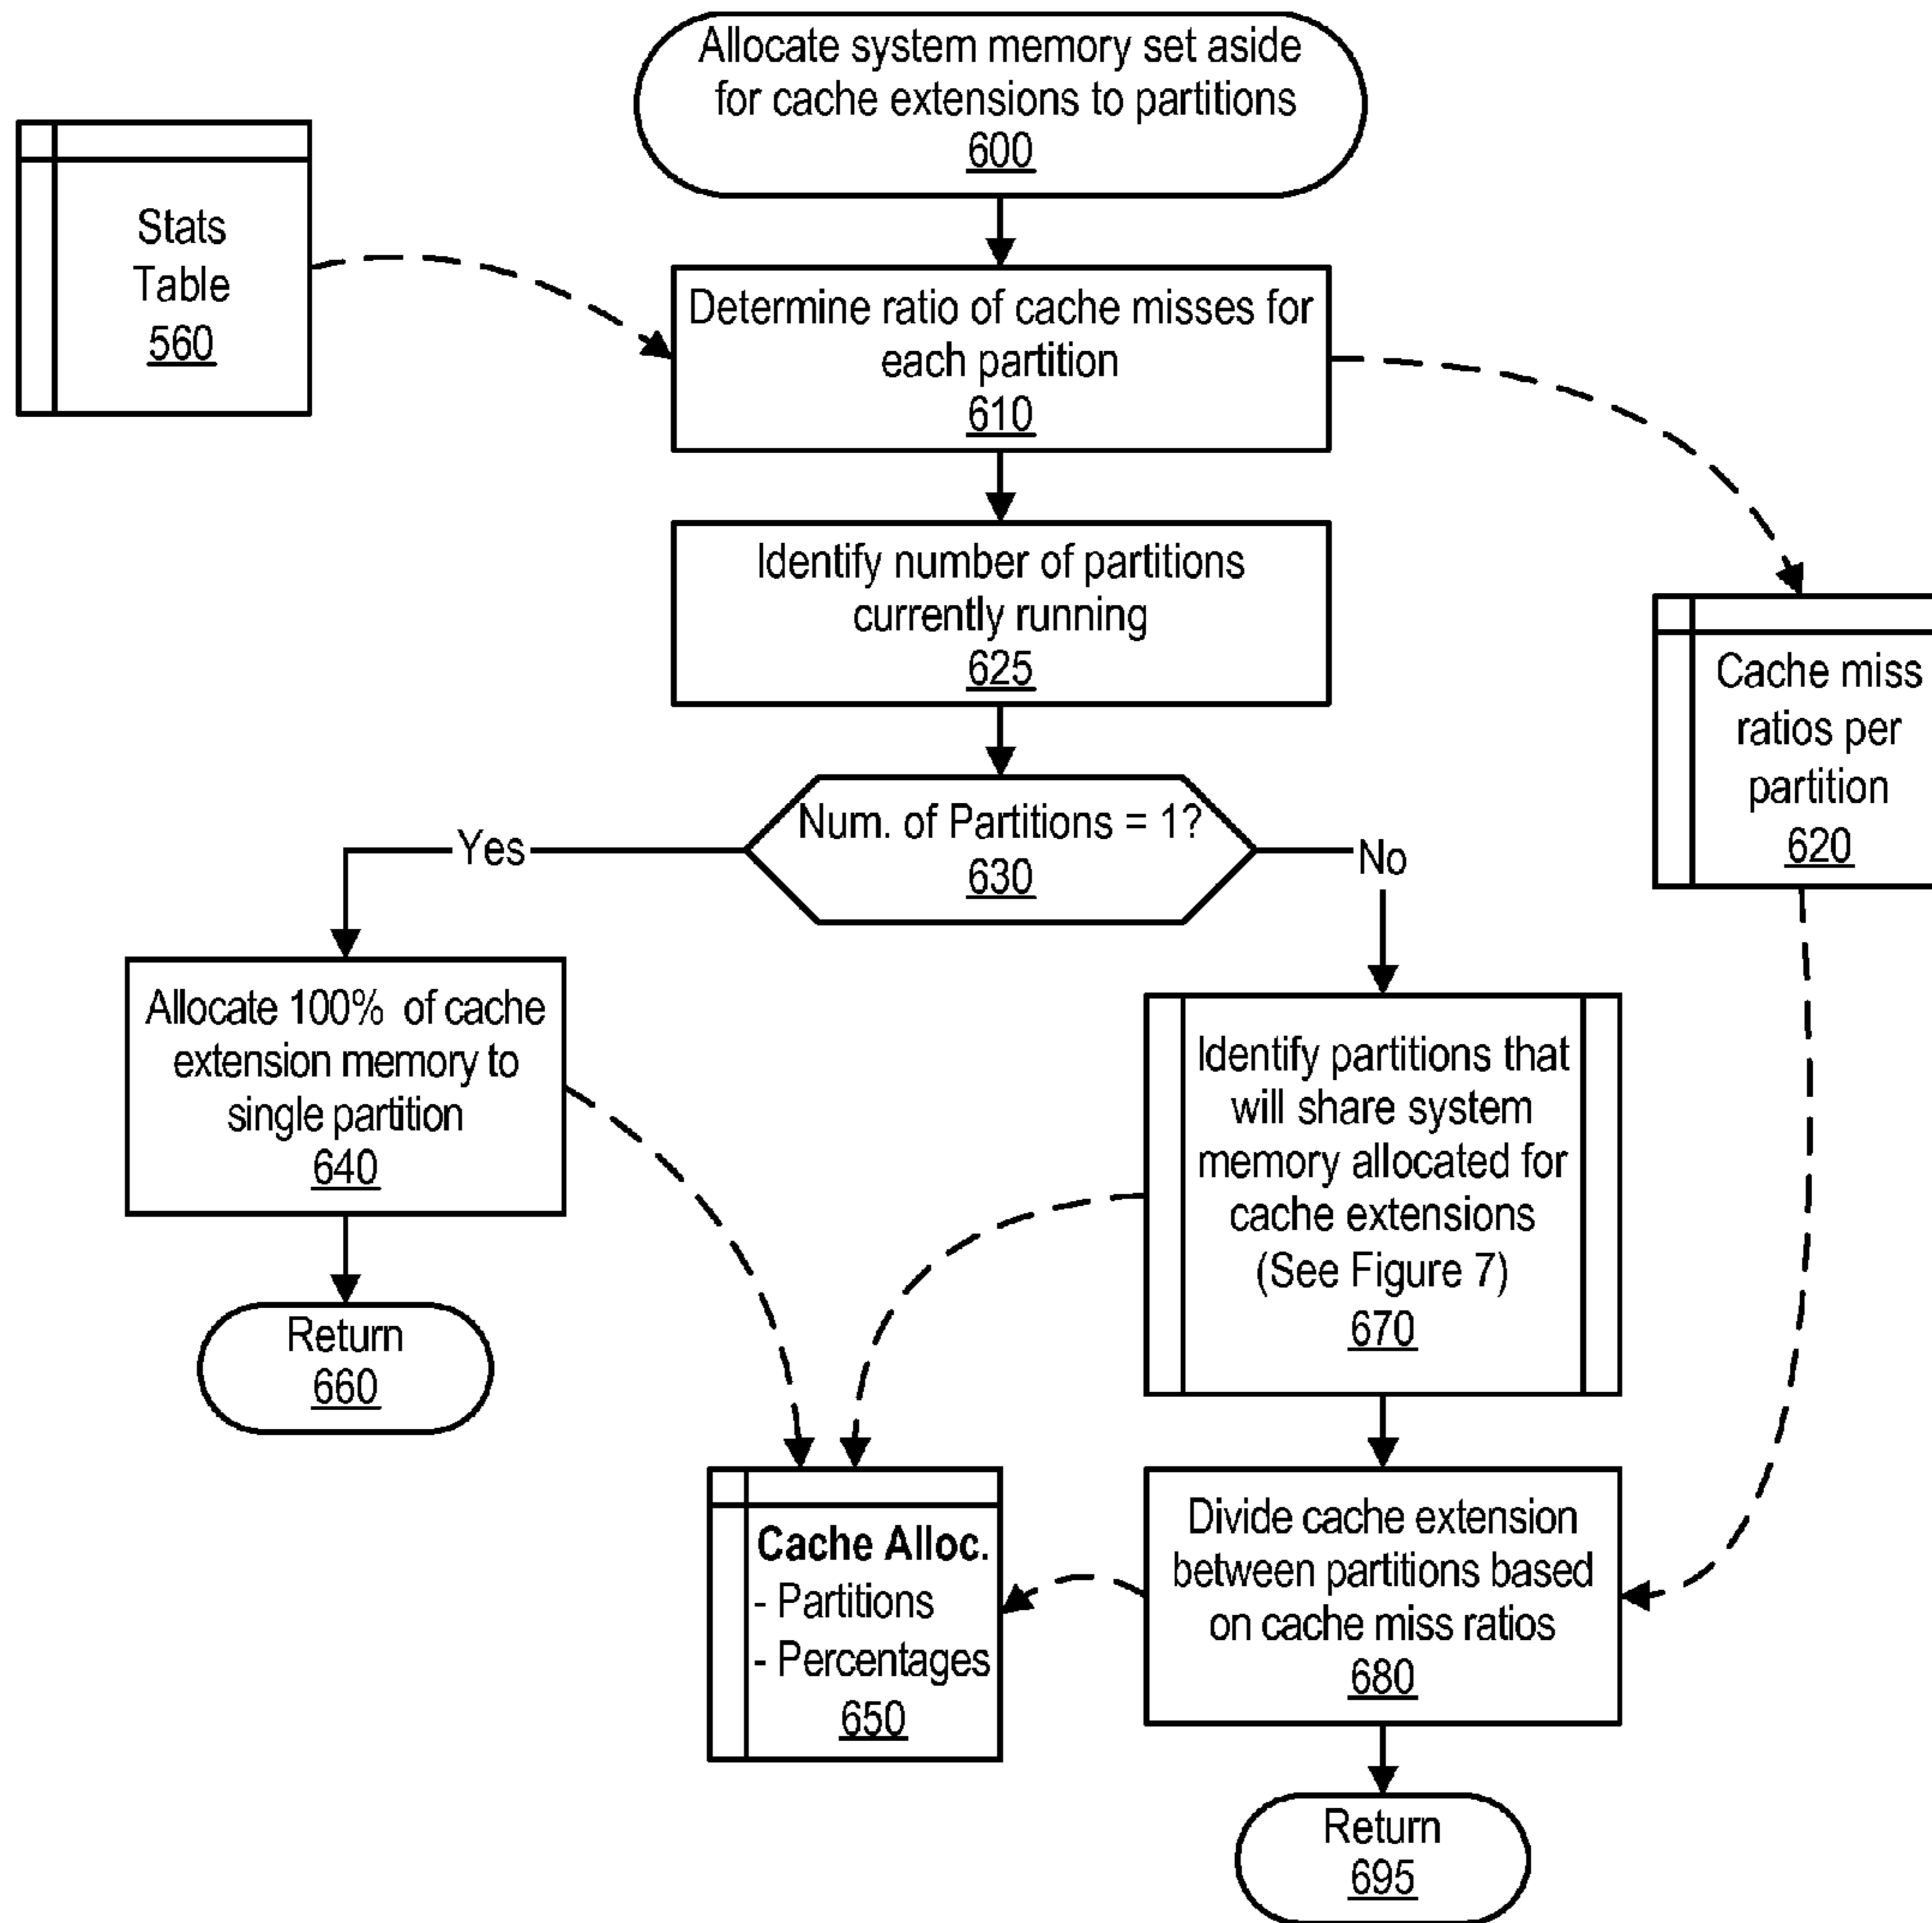 Allocate system memory set aside
for cache extensions to partitions
600
Stats
Table
560
Determine ratio of cache misses for
each partition
610
Identify number of partitions
currently running
625
Cache miss
ratios per
partition
620
Num. of Partitions = 1?
630
Yes
No
Allocate 100% of cache
extension memory to
single partition
640
Identify partitions that
will share system
memory allocated for
cache extensions
(See Figure 7)
670
Return
660
Cache Alloc.
- Partitions
- Percentages
650
Divide cache extension
between partitions based
on cache miss ratios
680
Return
695